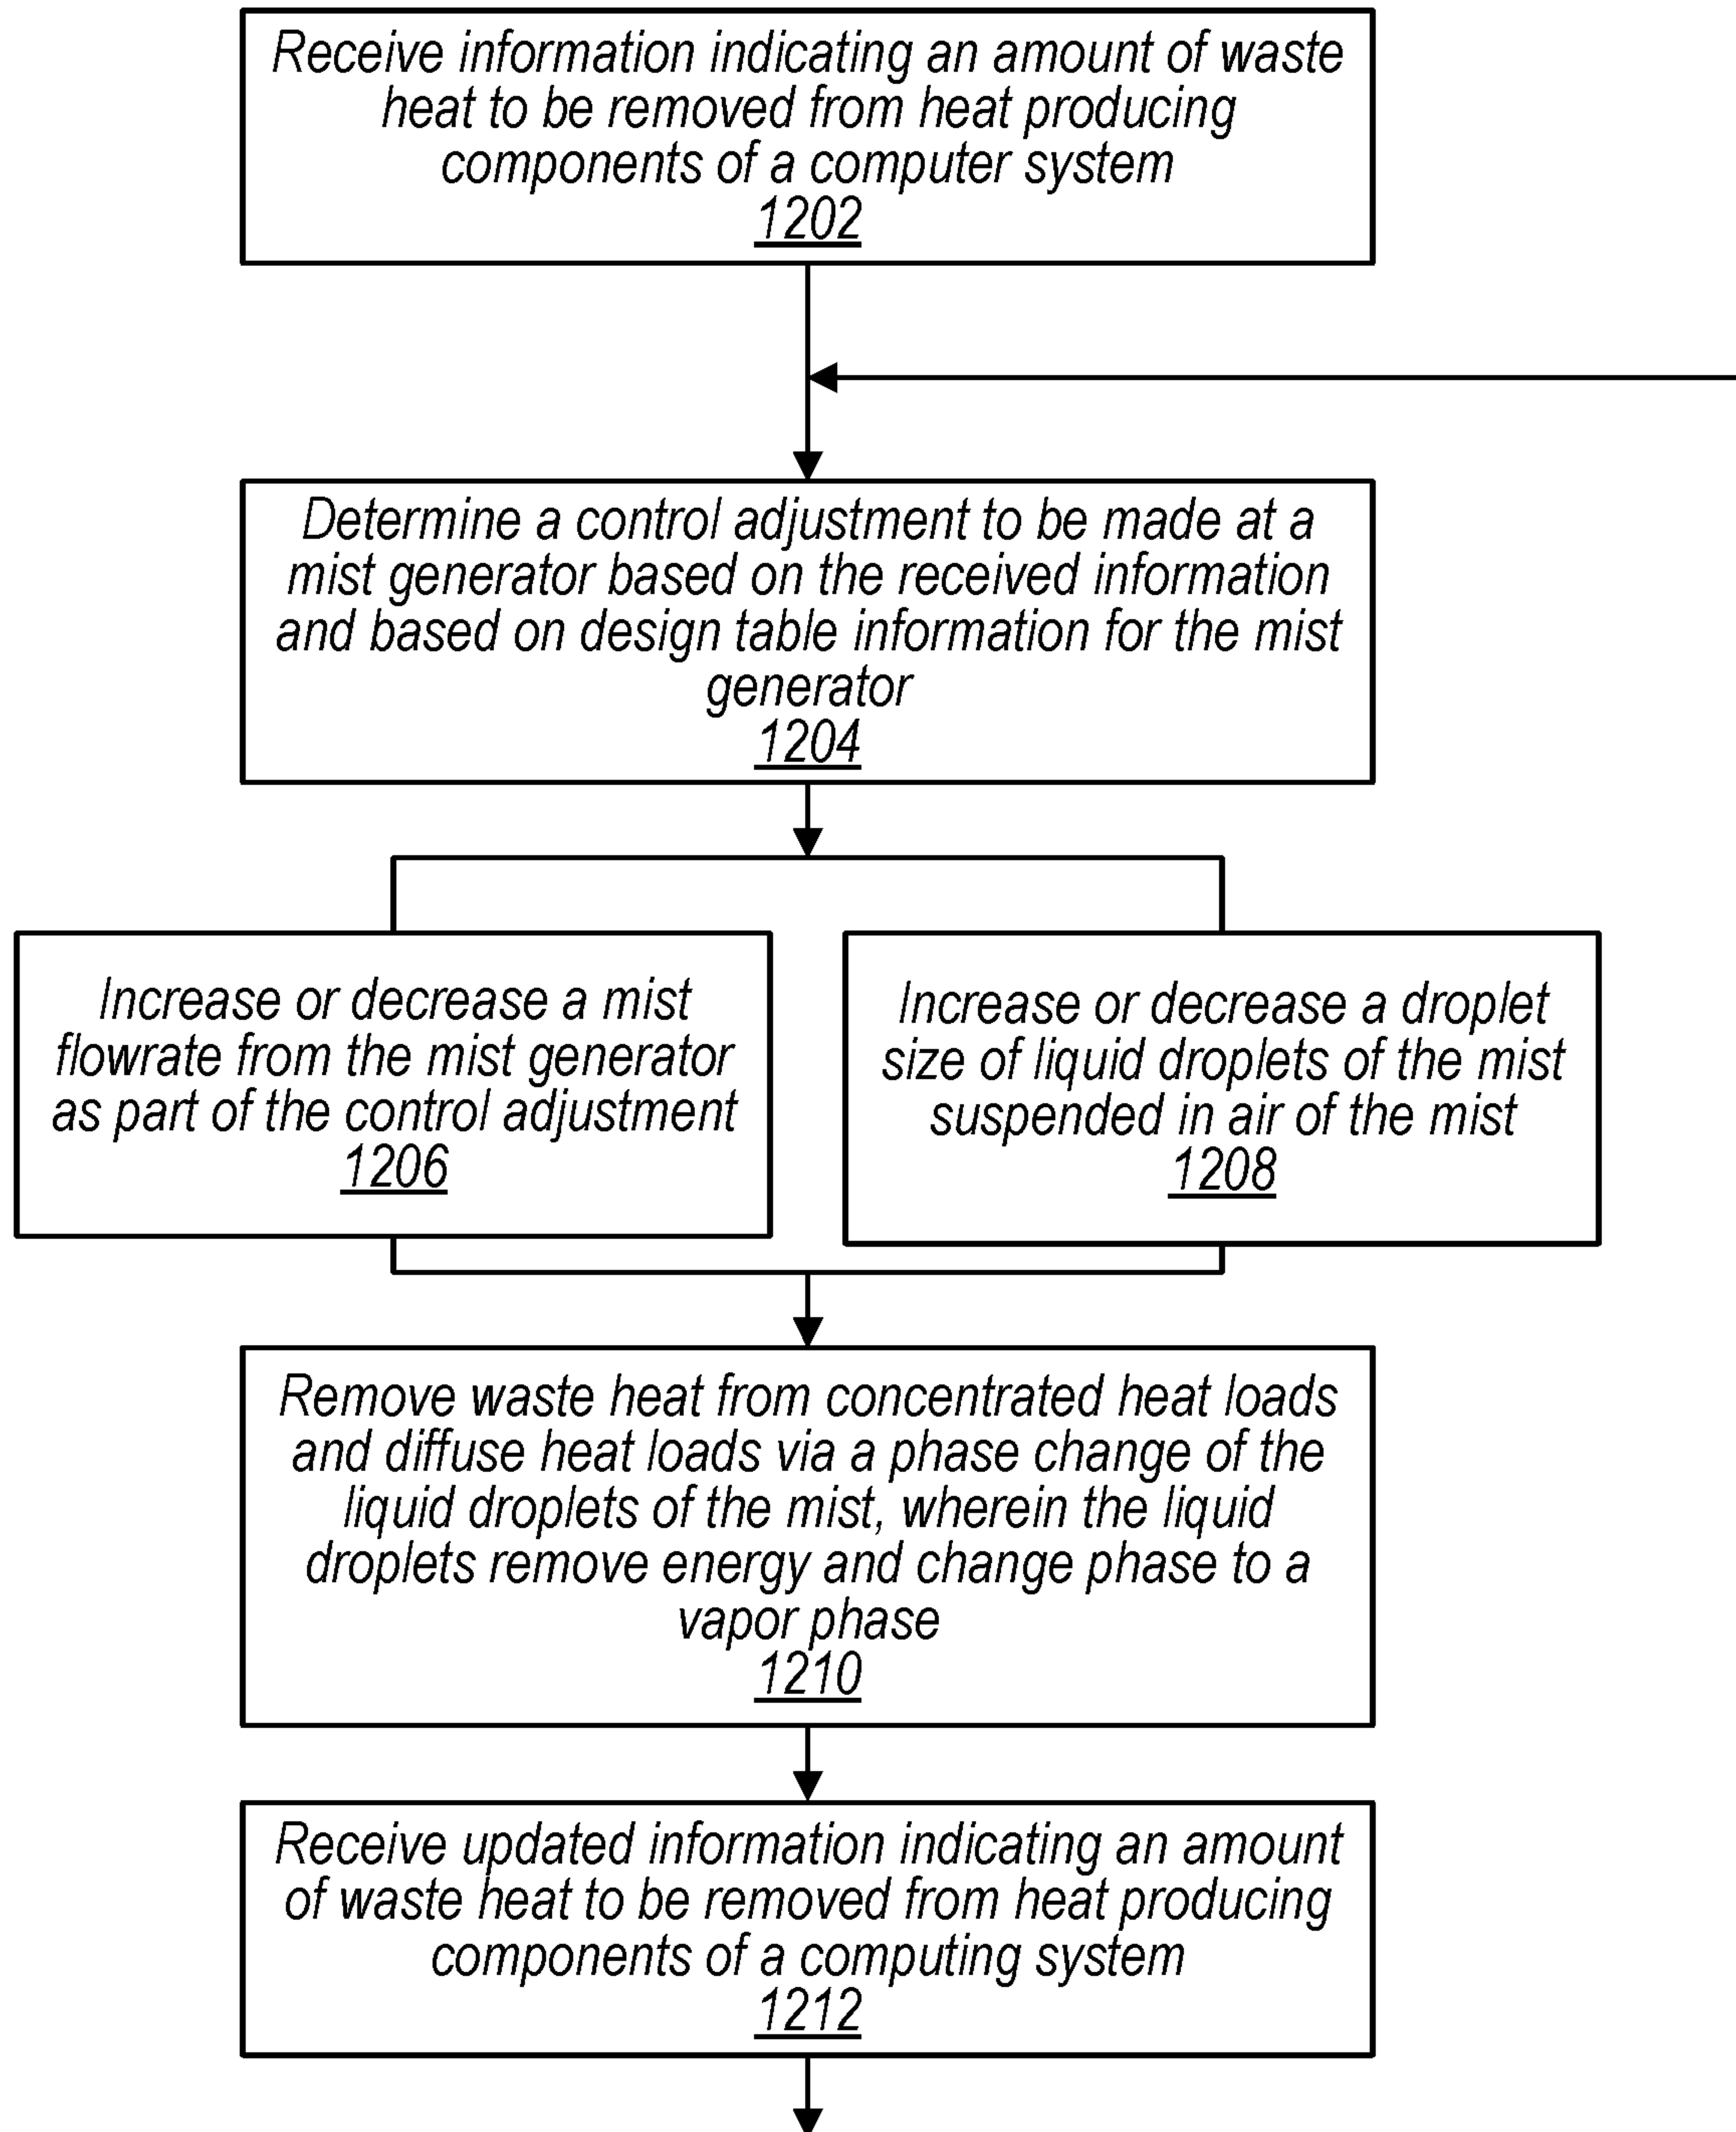 Receive information indicating an amount of waste
heat to be removed from heat producing
components of a computer system
1202
Determine a control adjustment to be made at a
mist generator based on the received information
and based on design table information for the mist
generator
1204
Increase or decrease a mist
flowrate from the mist generator
as part of the control adjustment
1206
Increase or decrease a droplet
size of liquid droplets of the mist
suspended in air of the mist
1208
Remove waste heat from concentrated heat loads
and diffuse heat loads via a phase change of the
liquid droplets of the mist, wherein the liquid
droplets remove energy and change phase to a
vapor phase
1210
Receive updated information indicating an amount
of waste heat to be removed from heat producing
components of a computing system
1212